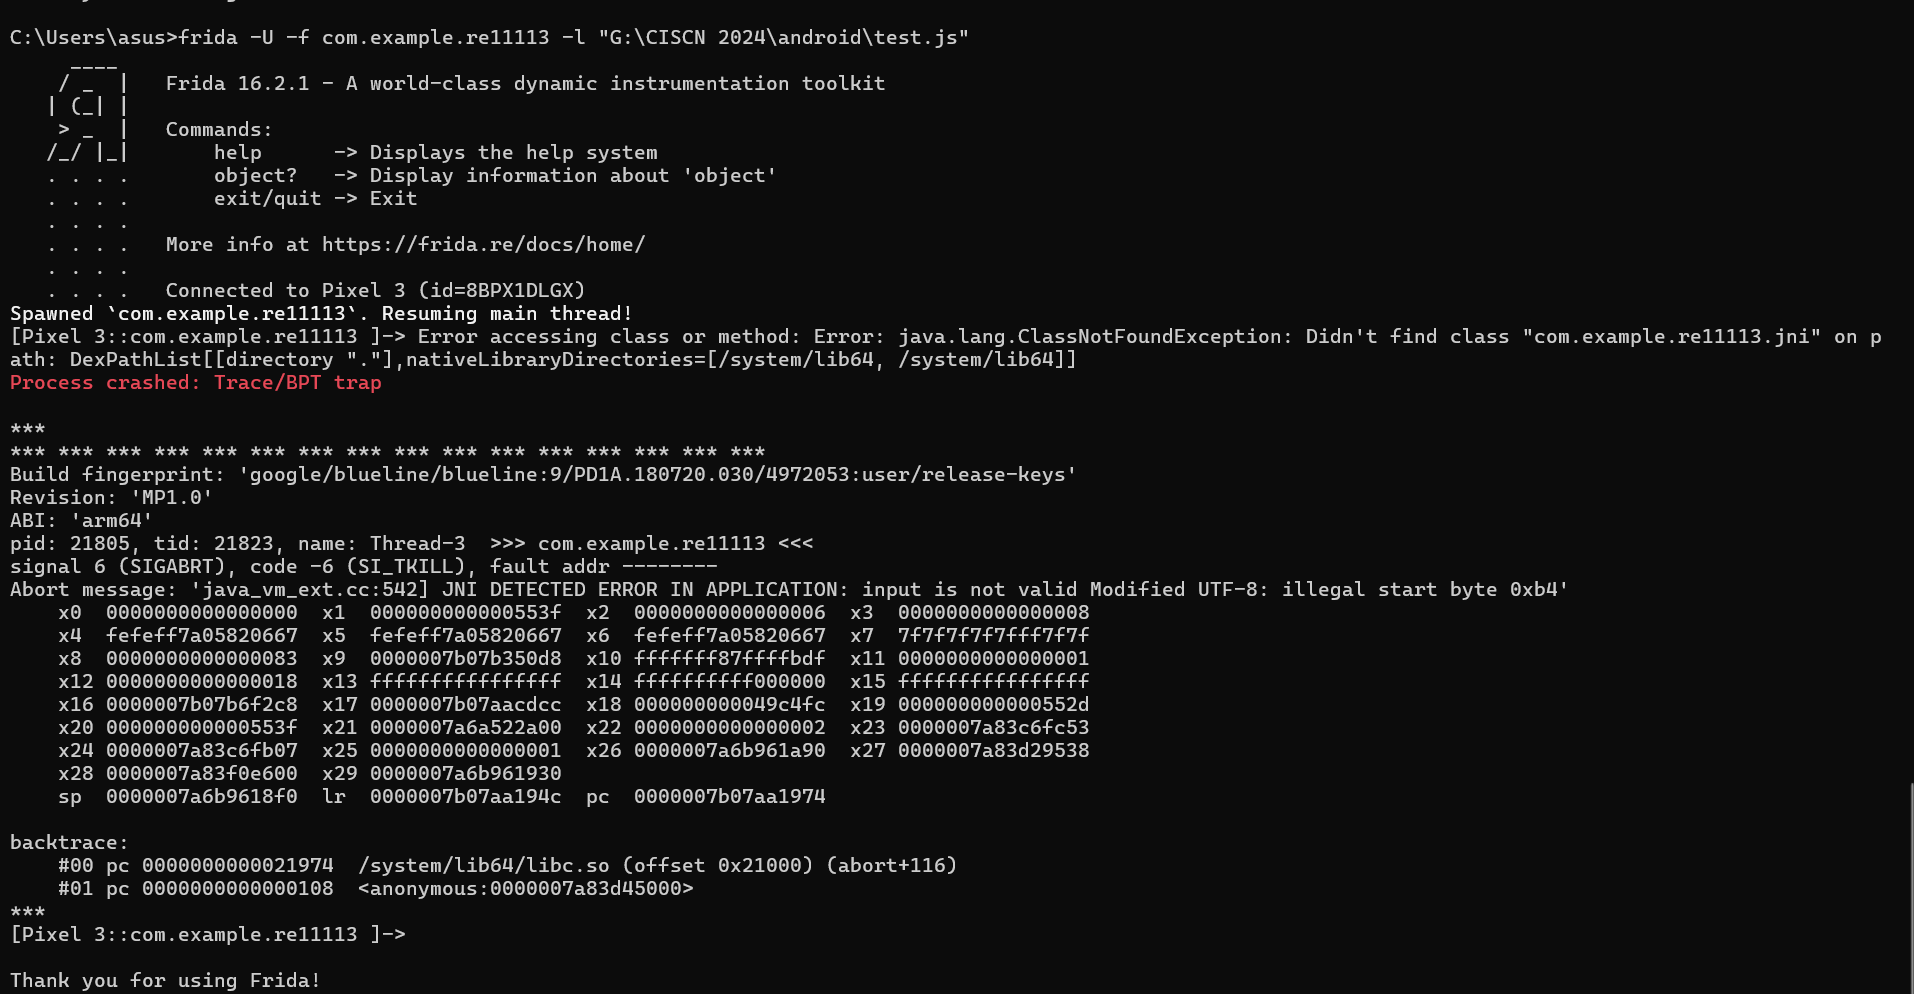 C:\Users\asus>frida -U -f com.example.re11113 -l "G:\CISCN 2024\android\test.js"
     ____
    / _  |   Frida 16.2.1 - A world-class dynamic instrumentation toolkit
   | (_| |
    > _  |   Commands:
   /_/ |_|       help      -> Displays the help system
   . . . .       object?   -> Display information about 'object'
   . . . .       exit/quit -> Exit
   . . . .
   . . . .   More info at https://frida.re/docs/home/
   . . . .
   . . . .   Connected to Pixel 3 (id=8BPX1DLGX)
Spawned `com.example.re11113`. Resuming main thread!
[Pixel 3::com.example.re11113 ]-> Error accessing class or method: Error: java.lang.ClassNotFoundException: Didn't find class "com.example.re11113.jni" on p
ath: DexPathList[[directory "."],nativeLibraryDirectories=[/system/lib64, /system/lib64]]
Process crashed: Trace/BPT trap

***
*** *** *** *** *** *** *** *** *** *** *** *** *** *** *** ***
Build fingerprint: 'google/blueline/blueline:9/PD1A.180720.030/4972053:user/release-keys'
Revision: 'MP1.0'
ABI: 'arm64'
pid: 21805, tid: 21823, name: Thread-3  >>> com.example.re11113 <<<
signal 6 (SIGABRT), code -6 (SI_TKILL), fault addr --------
Abort message: 'java_vm_ext.cc:542] JNI DETECTED ERROR IN APPLICATION: input is not valid Modified UTF-8: illegal start byte 0xb4'
    x0  0000000000000000  x1  000000000000553f  x2  0000000000000006  x3  0000000000000008
    x4  fefeff7a05820667  x5  fefeff7a05820667  x6  fefeff7a05820667  x7  7f7f7f7f7fff7f7f
    x8  0000000000000083  x9  0000007b07b350d8  x10 fffffff87ffffbdf  x11 0000000000000001
    x12 0000000000000018  x13 ffffffffffffffff  x14 ffffffffff000000  x15 ffffffffffffffff
    x16 0000007b07b6f2c8  x17 0000007b07aacdcc  x18 000000000049c4fc  x19 000000000000552d
    x20 000000000000553f  x21 0000007a6a522a00  x22 0000000000000002  x23 0000007a83c6fc53
    x24 0000007a83c6fb07  x25 0000000000000001  x26 0000007a6b961a90  x27 0000007a83d29538
    x28 0000007a83f0e600  x29 0000007a6b961930
    sp  0000007a6b9618f0  lr  0000007b07aa194c  pc  0000007b07aa1974

backtrace:
    #00 pc 0000000000021974  /system/lib64/libc.so (offset 0x21000) (abort+116)
    #01 pc 0000000000000108  <anonymous:0000007a83d45000>
***
[Pixel 3::com.example.re11113 ]->

Thank you for using Frida!